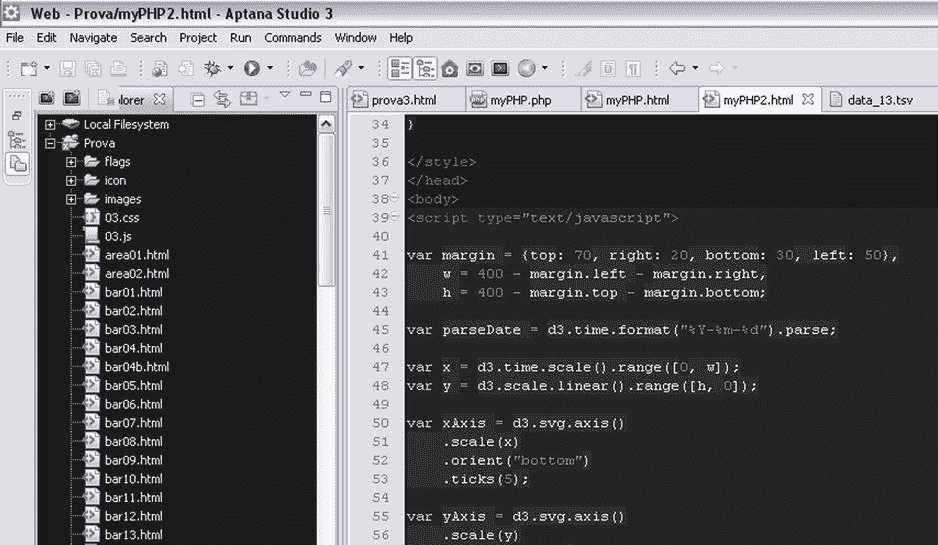 Web - Prova/myPHP2.html - Aptana Studio 3
File Edit Navigate Search Project Run Commands Window Help
lorer
prova3.html myPHP.php myPHP.html myPHP2.html data_13.tsv
Local Filesystem
Prova
flags
icon
images
03.css
03.js
area01.html
area02.html
bar01.html
bar02.html
bar03.html
bar04.html
bar04b.html
bar05.html
bar06.html
bar07.html
bar08.html
bar09.html
bar10.html
bar11.html
bar12.html
bar13.html
34 }
35
36 </style>
37 </head>
38 <body>
39 <script type="text/javascript">
40
41 var margin = {top: 70, right: 20, bottom: 30, left: 50},
42 w = 400 - margin.left - margin.right,
43 h = 400 - margin.top - margin.bottom;
44
45 var parseDate = d3.time.format("%Y-%m-%d").parse;
46
47 var x = d3.time.scale().range([0, w]);
48 var y = d3.scale.linear().range([h, 0]);
49
50 var xAxis = d3.svg.axis()
51 .scale(x)
52 .orient("bottom")
53 .ticks(5);
54
55 var yAxis = d3.svg.axis()
56 .scale(y)